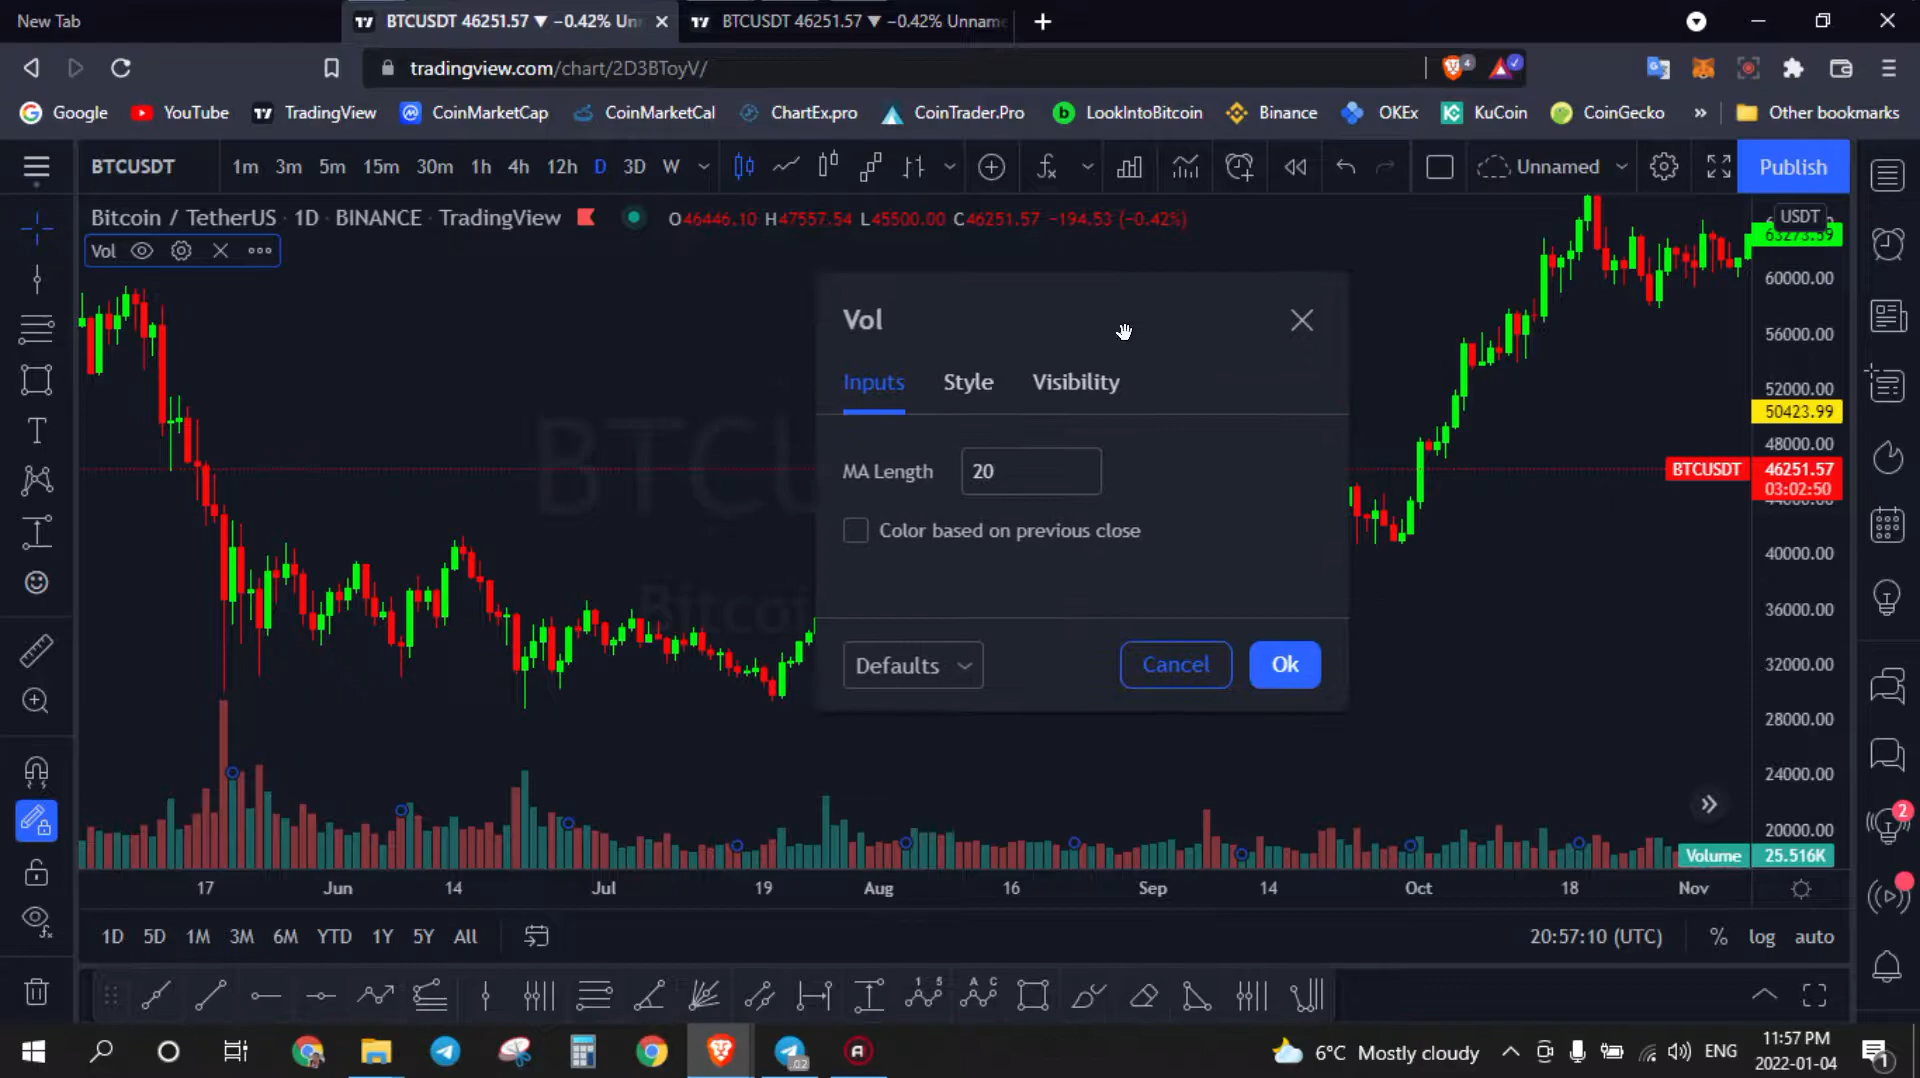 New Tab
BTCUSDT 46251.57 ▼ −0.42% Un
BTCUSDT 46251.57 ▼ −0.42% Unname
tradingview.com/chart/2D3BToyV/
4
Google
YouTube
TradingView
CoinMarketCap
CoinMarketCal
ChartEx.pro
CoinTrader.Pro
LookIntoBitcoin
Binance
OKEx
KuCoin
CoinGecko
»
Other bookmarks
BTCUSDT
1m 3m 5m 15m 30m 1h 4h 12h D 3D W
Unnamed
Publish
Bitcoin / TetherUS · 1D · BINANCE · TradingView
O46446.10 H47557.54 L45500.00 C46251.57 −194.53 (−0.42%)
USDT
63273.59
Vol
60000.00
56000.00
52000.00
50423.99
48000.00
BTCUSDT 46251.57
03:02:50
40000.00
36000.00
32000.00
28000.00
24000.00
20000.00
Volume 25.516K
Vol
Inputs
Style
Visibility
MA Length
20
Color based on previous close
Defaults
Cancel
Ok
17 Jun 14 Jul 19 Aug 16 Sep 14 Oct 18 Nov
1D 5D 1M 3M 6M YTD 1Y 5Y All
20:57:10 (UTC)
% log auto
2
6°C Mostly cloudy
ENG
11:57 PM
2022-01-04
1